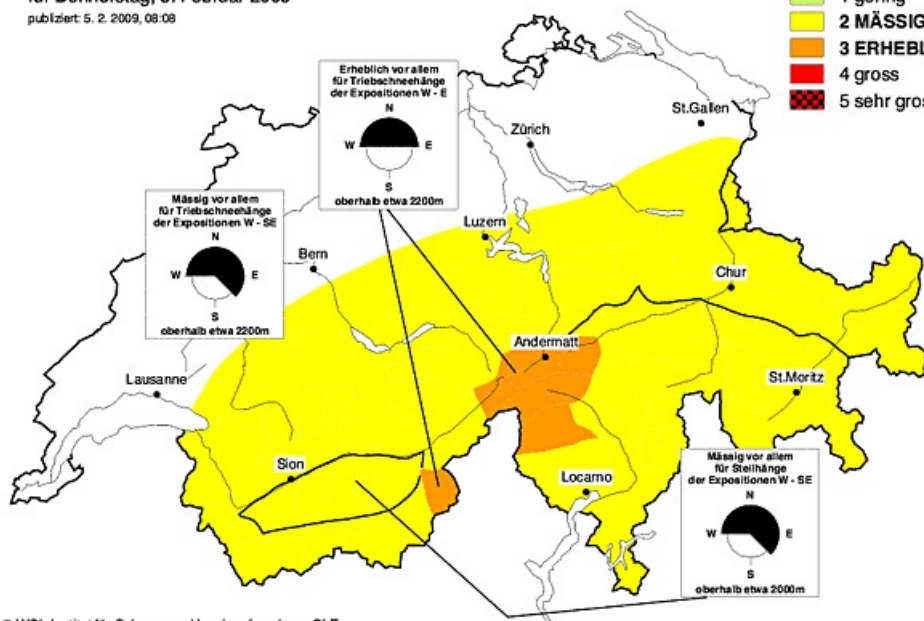 publiziert: 5. 2. 2009, 08:08
1 gering
2 MÄSSIG
3
4 gross
5 sehr
Erheblich vor allem
für Triebschneehänge
der Expositionen W - E
N
W E
S
oberhalb etwa 2200m
Mässig vor allem
für Triebschneehänge
der Expositionen W - SE
N
W E
S
oberhalb etwa 2200m
St.Gallen
Zürich
Luzern
Bern
Chur
Andermatt
Lausanne
St.Moritz
Sion
Locarno
Mässig vor allem
für Steilhänge
der Expositionen W - SE
N
W E
S
oberhalb etwa 2000m